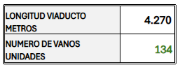 LONGITUD VIADUCTO
METROS
4.270
NUMERO DE VANOS
UNIDADES
134